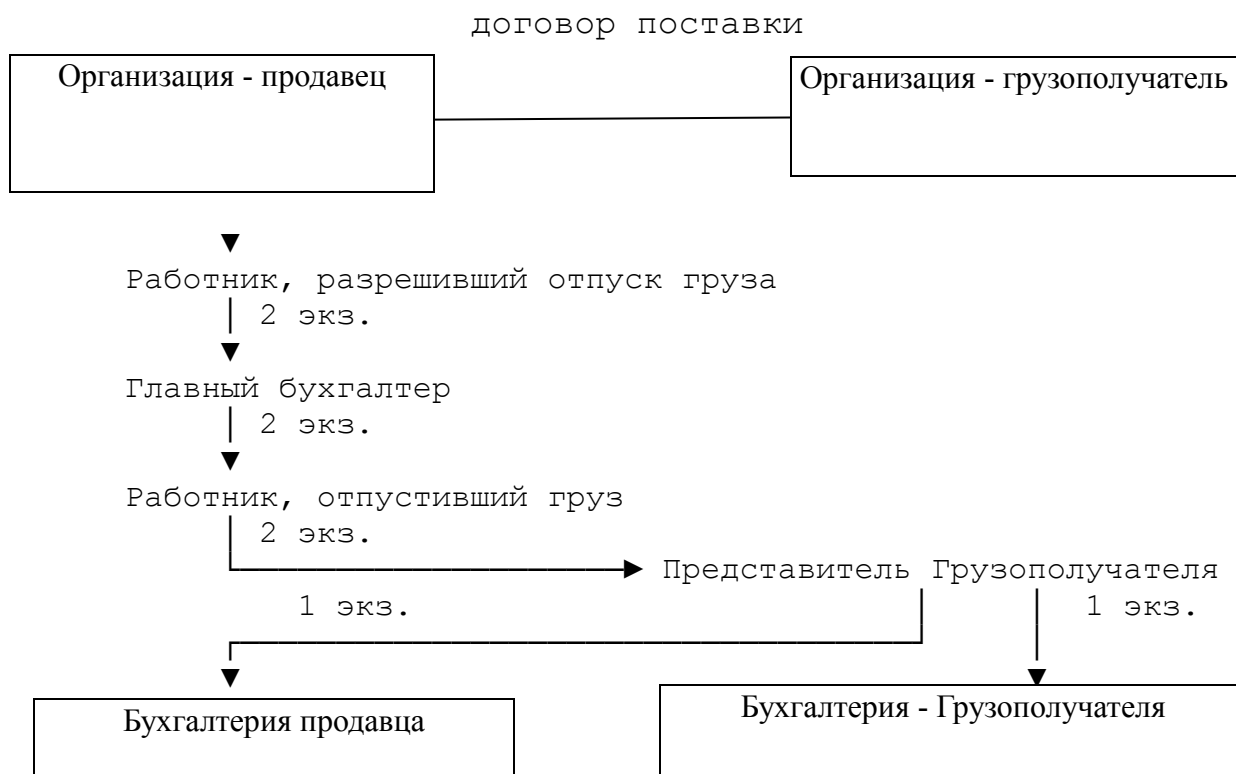 договор поставки
Организация - продавец
Организация - грузополучатель
Работник, разрешивший отпуск груза
2 экз.
Главный бухгалтер
2 экз.
Работник, отпустивший груз
2 экз.
Представитель Грузополучателя
1 экз.
1 экз.
Бухгалтерия продавца
Бухгалтерия - Грузополучателя